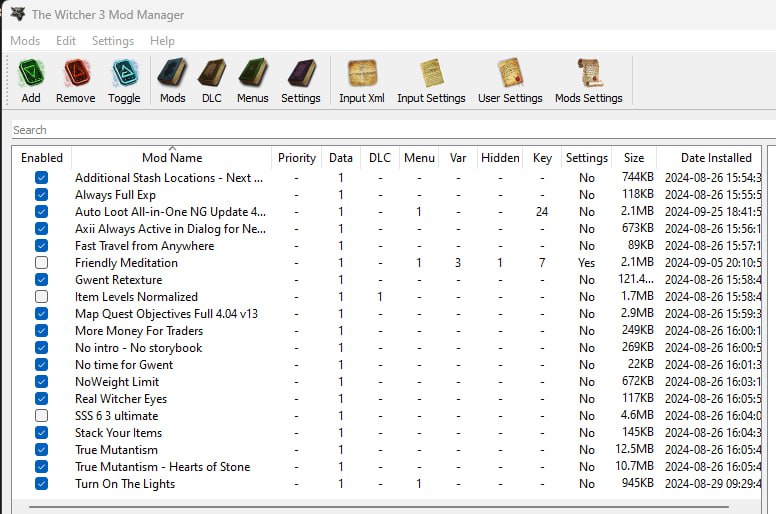 The Witcher 3 Mod Manager
Mods Edit Settings Help
Add Remove Toggle Mods DLC Menus Settings Input Xml Input Settings User Settings Mods Settings
Search
Enabled Mod Name Priority Data DLC Menu Var Hidden Key Settings Size Date Installed
Additional Stash Locations - Next ... - 1 - - - - - No 744KB 2024-08-26 15:54:3
Always Full Exp - 1 - - - - - No 118KB 2024-08-26 15:55:5
Auto Loot All-in-One NG Update 4... - 1 - 1 - - 24 No 2.1MB 2024-09-25 18:41:5
Axii Always Active in Dialog for Ne... - 1 - - - - - No 673KB 2024-08-26 15:56:1
Fast Travel from Anywhere - 1 - - - - - No 89KB 2024-08-26 15:57:1
Friendly Meditation - 1 - 1 3 1 7 Yes 2.1MB 2024-09-05 20:10:5
Gwent Retexture - 1 - - - - - No 121.4... 2024-08-26 15:58:4
Item Levels Normalized - - 1 - - - - No 1.7MB 2024-08-26 15:58:4
Map Quest Objectives Full 4.04 v13 - 1 - - - - - No 2.9MB 2024-08-26 15:59:3
More Money For Traders - 1 - - - - - No 249KB 2024-08-26 16:00:1
No intro - No storybook - 1 - - - - - No 269KB 2024-08-26 16:00:5
No time for Gwent - 1 - - - - - No 22KB 2024-08-26 16:01:3
NoWeight Limit - 1 - - - - - No 672KB 2024-08-26 16:03:1
Real Witcher Eyes - 1 - - - - - No 117KB 2024-08-26 16:05:5
SSS 6 3 ultimate - 1 - - - - - No 4.6MB 2024-08-26 16:04:0
Stack Your Items - 1 - - - - - No 145KB 2024-08-26 16:04:3
True Mutantism - 1 - - - - - No 12.5MB 2024-08-26 16:05:4
True Mutantism - Hearts of Stone - 1 - - - - - No 10.7MB 2024-08-26 16:05:4
Turn On The Lights - 1 - 1 - - - No 945KB 2024-08-29 09:29:4